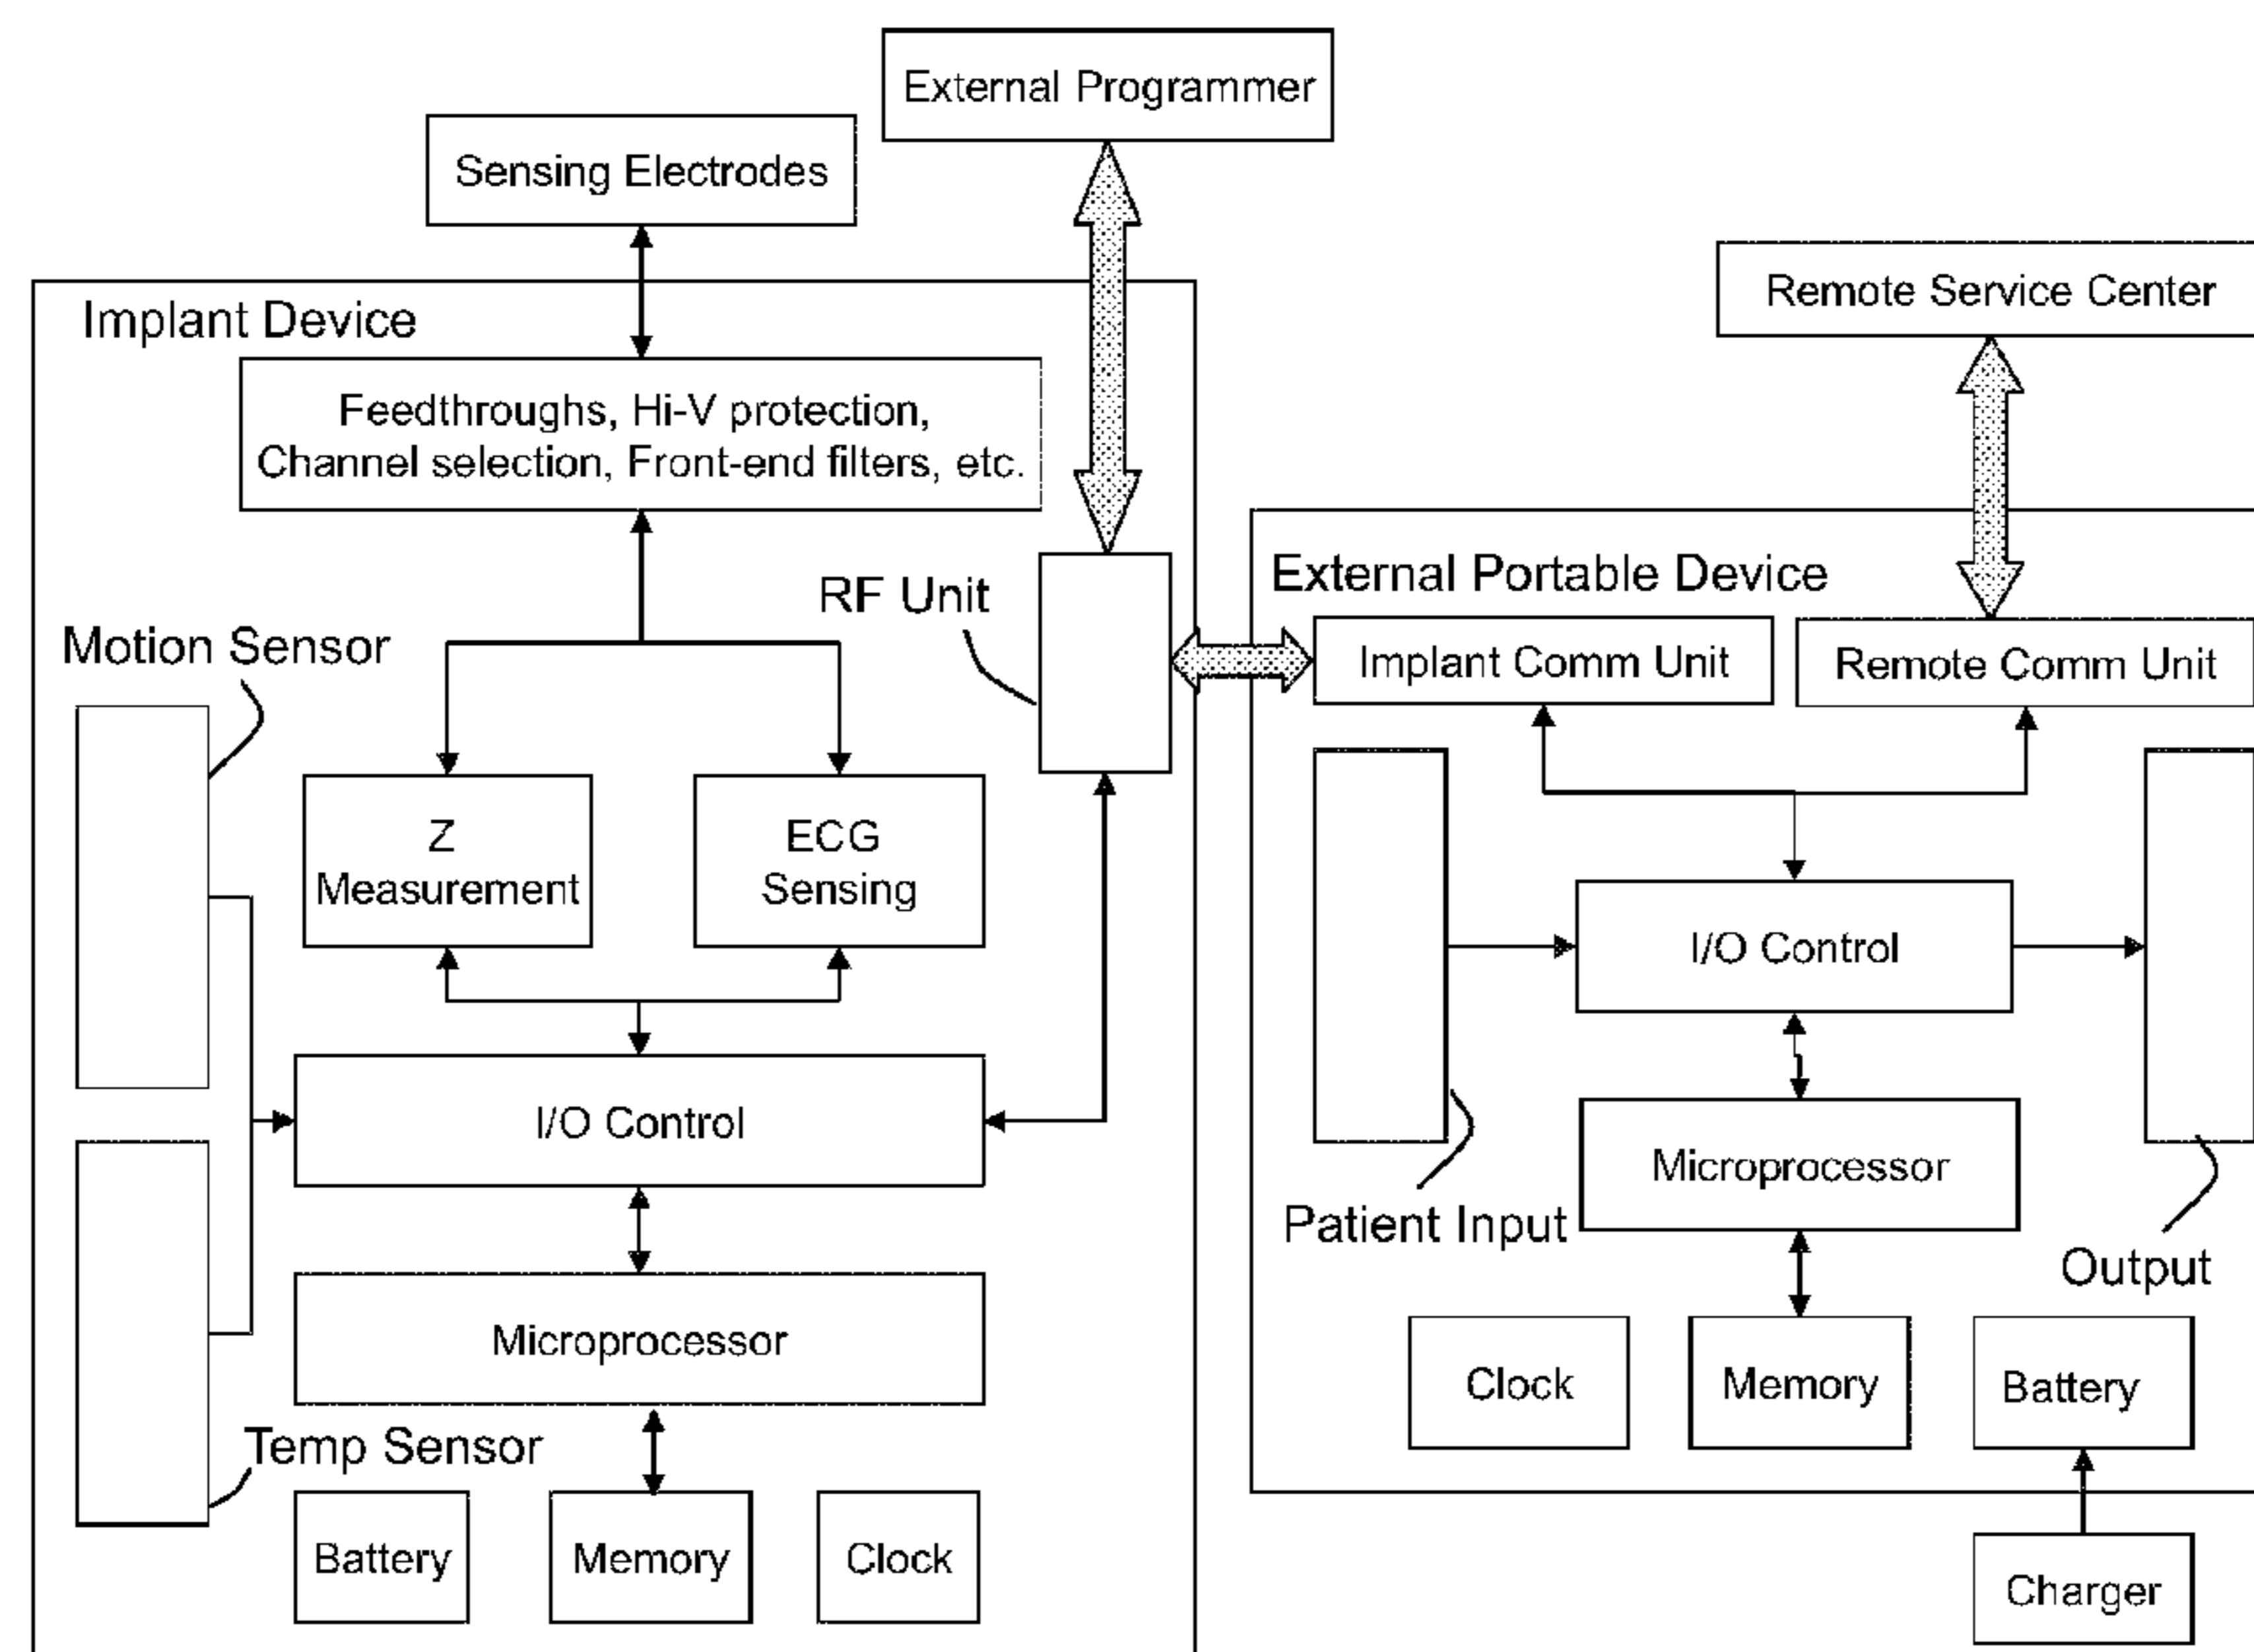 External Programmer
Sensing Electrodes
Remote Service Center
Implant Device
Feedthroughs, Hi-V protection,
Channel selection, Front-end filters, etc.
RF Unit
External Portable Device
Motion Sensor
Implant Comm Unit
Remote Comm Unit
Z
Measurement
ECG
Sensing
I/O Control
I/O Control
Microprocessor
Patient Input
Output
Microprocessor
Clock
Memory
Battery
Temp Sensor
Battery
Memory
Clock
Charger